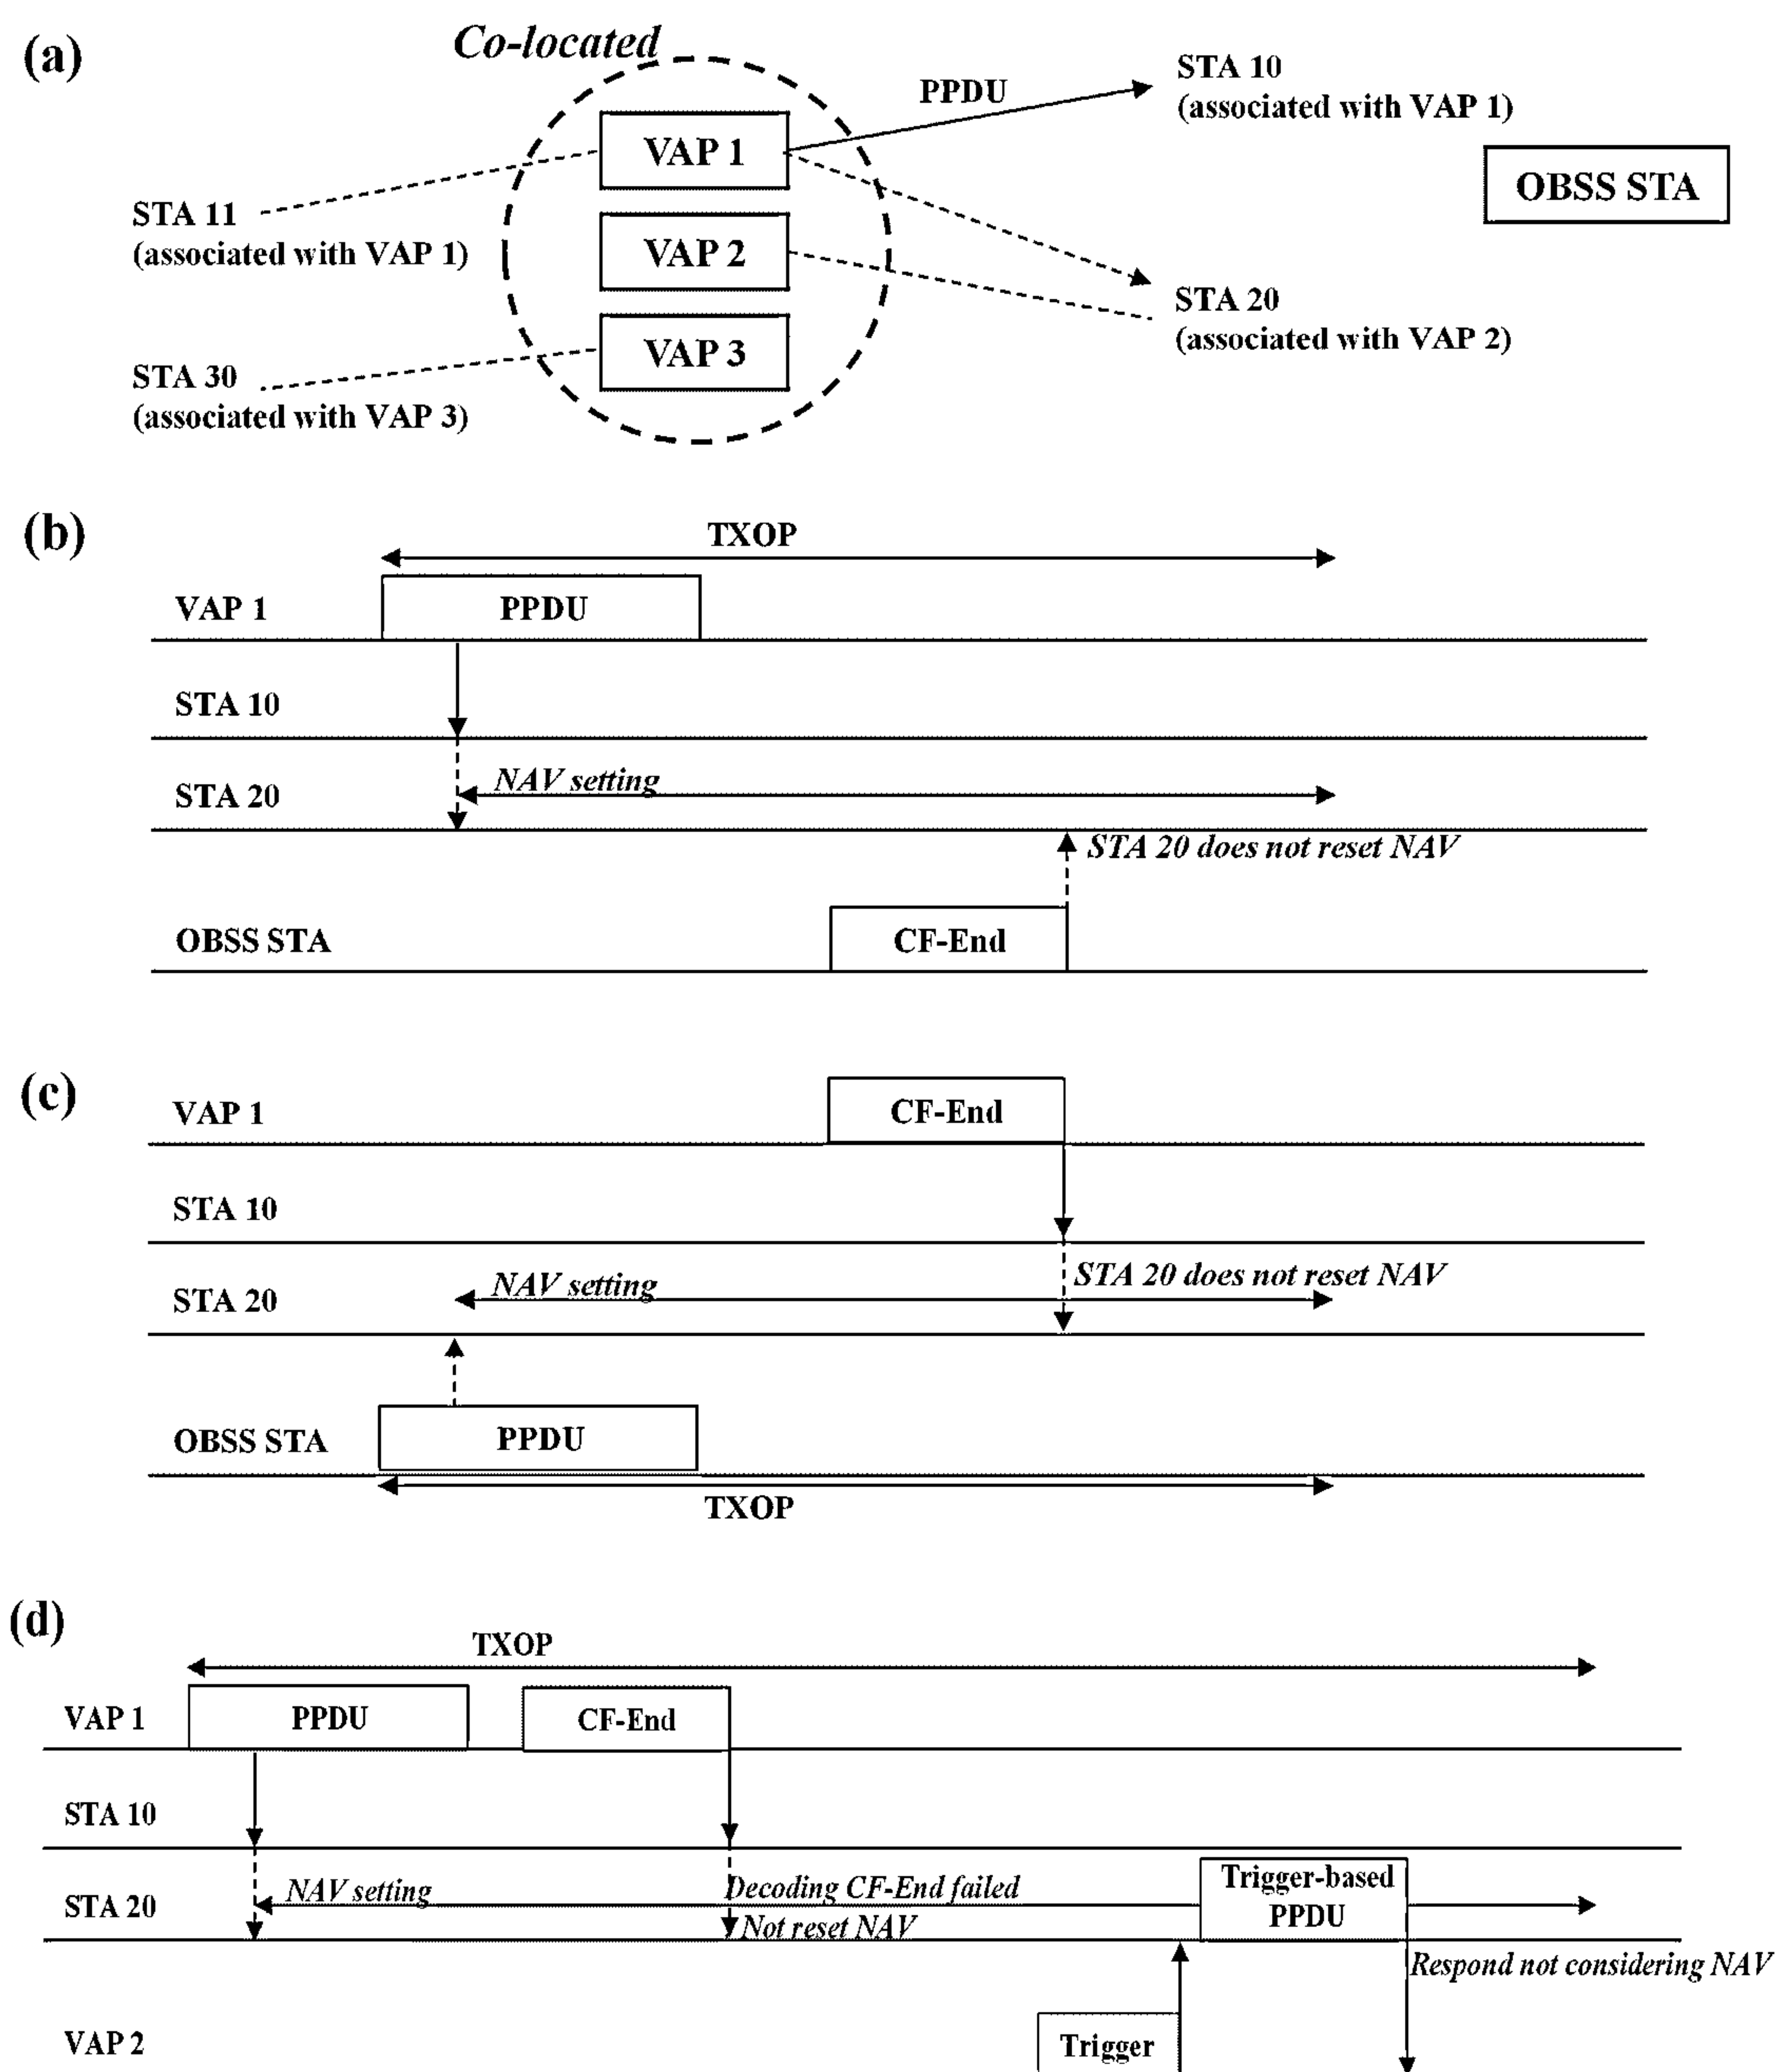 (a)
Co-located
VAP 1
VAP 2
VAP 3
PPDU
STA 10
(associated with VAP 1)
OBSS STA
STA 11
(associated with VAP 1)
STA 20
(associated with VAP 2)
STA 30
(associated with VAP 3)
(b)
TXOP
VAP 1
PPDU
STA 10
STA 20
NAV setting
STA 20 does not reset NAV
OBSS STA
CF-End
(c)
VAP 1
CF-End
STA 10
STA 20
NAV setting
STA 20 does not reset NAV
OBSS STA
PPDU
TXOP
(d)
TXOP
VAP 1
PPDU
CF-End
STA 10
STA 20
NAV setting
Decoding CF-End failed
Not reset NAV
Trigger-based
PPDU
Respond not considering NAV
VAP 2
Trigger